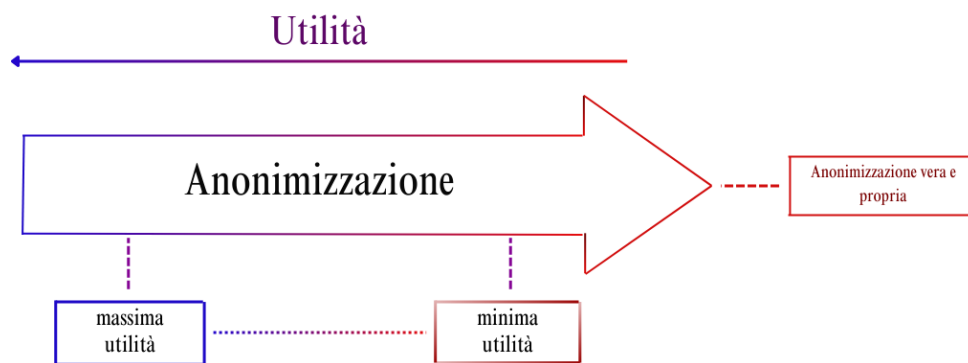 Utilità
Anonimizzazione
Anonimizzazione vera e
propria
massima
utilità
minima
utilità